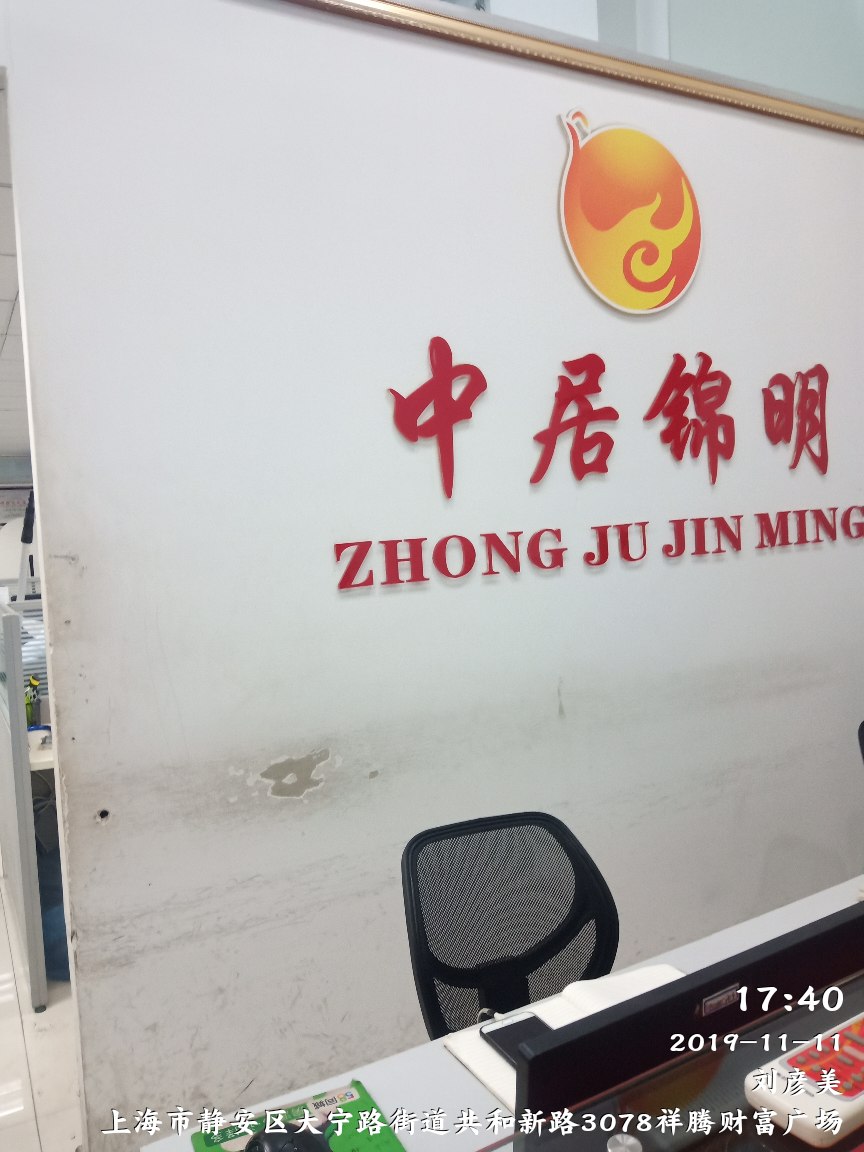 中居锦明
ZHONG JU JIN MING
17:40
2019-11-11
刘彦美
上海市静安区大宁路街道共和新路3078祥腾财富广场